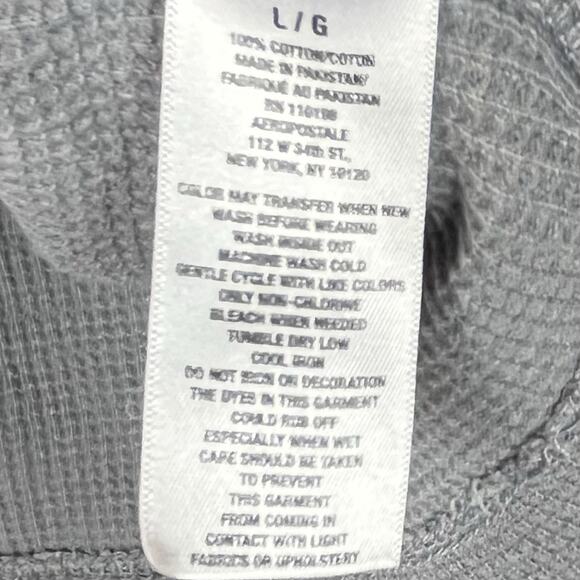 L/G
100% COTTON/COTON
MADE IN PAKISTAN/
FABRIQUÉ AU PAKISTAN
RN 110198
AEROPOSTALE
112 W 34th ST.,
NEW YORK, NY 10120
COLOR MAY TRANSFER WHEN NEW
WASH BEFORE WEARING
WASH INSIDE OUT
MACHINE WASH COLD
GENTLE CYCLE WITH LIKE COLORS
ONLY NON-CHLORINE
BLEACH WHEN NEEDED
TUMBLE DRY LOW
COOL IRON
DO NOT IRON ON DECORATION
THE DYES IN THIS GARMENT
COULD RUB OFF
ESPECIALLY WHEN WET
CARE SHOULD BE TAKEN
TO PREVENT
THIS GARMENT
FROM COMING IN
CONTACT WITH LIGHT
FABRICS OR UPHOLSTERY